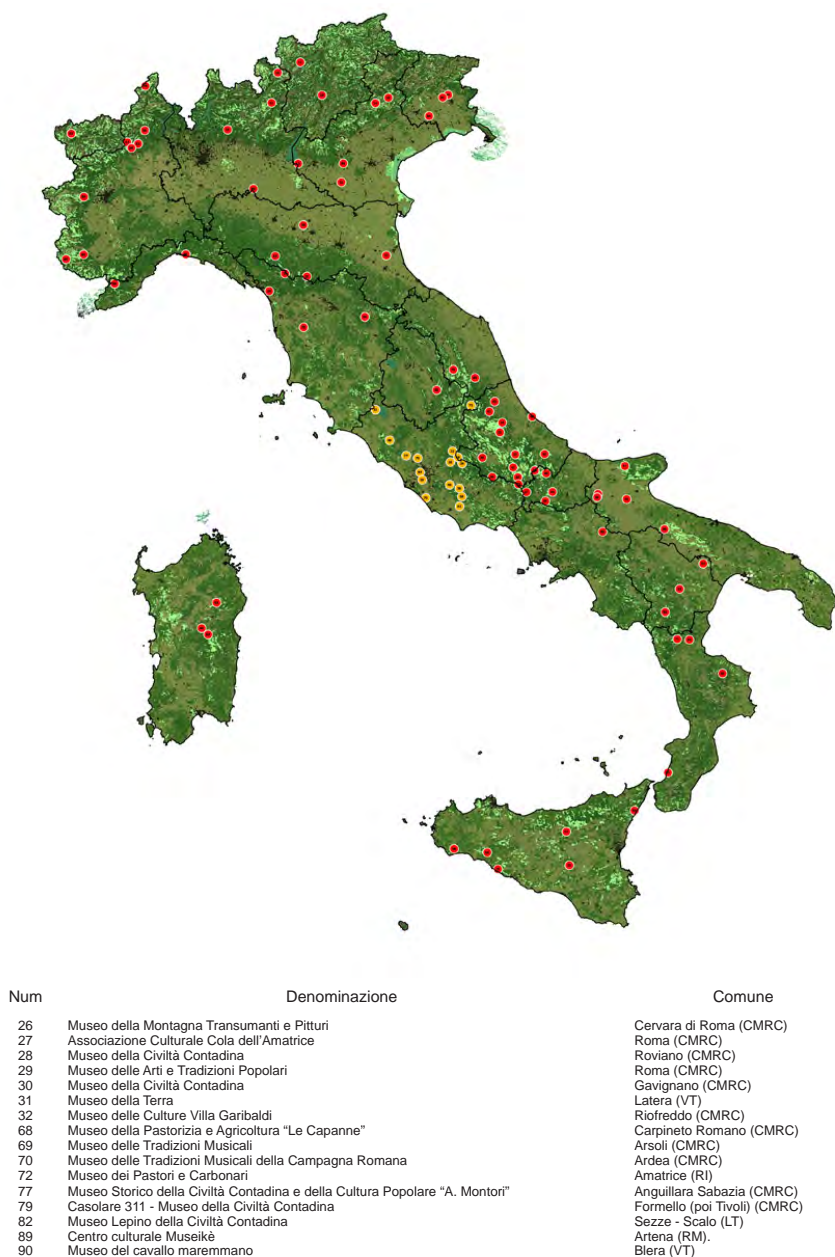 Num Denominazione Comune
26 Museo della Montagna Transumanti e Pitturi Cervara di Roma (CMRC)
27 Associazione Culturale Cola dell'Amatrice Roma (CMRC)
28 Museo della Civiltà Contadina Roviano (CMRC)
29 Museo delle Arti e Tradizioni Popolari Roma (CMRC)
30 Museo della Civiltà Contadina Gavignano (CMRC)
31 Museo della Terra Latera (VT)
32 Museo delle Culture Villa Garibaldi Riofreddo (CMRC)
68 Museo della Pastorizia e Agricoltura “Le Capanne” Carpineto Romano (CMRC)
69 Museo delle Tradizioni Musicali Arsoli (CMRC)
70 Museo delle Tradizioni Musicali della Campagna Romana Ardea (CMRC)
72 Museo dei Pastori e Carbonari Amatrice (RI)
77 Museo Storico della Civiltà Contadina e della Cultura Popolare “A. Montori” Anguillara Sabazia (CMRC)
79 Casolare 311 - Museo della Civiltà Contadina Formello (poi Tivoli) (CMRC)
82 Museo Lepino della Civiltà Contadina Sezze - Scalo (LT)
89 Centro culturale Museikè Artena (RM).
90 Museo del cavallo maremmano Blera (VT)